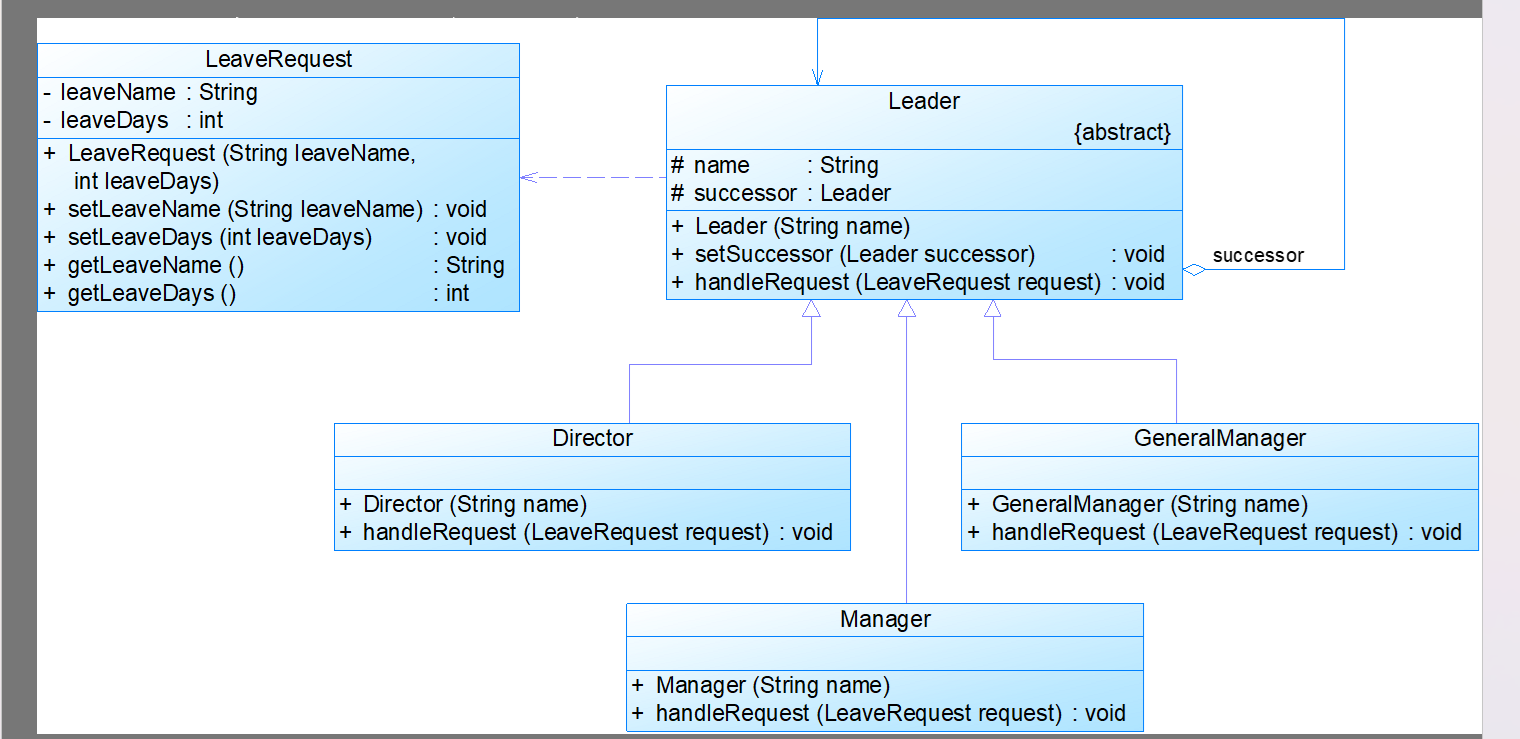 LeaveRequest
- leaveName : String
- leaveDays : int
+ LeaveRequest (String leaveName,
int leaveDays)
+ setLeaveName (String leaveName) : void
+ setLeaveDays (int leaveDays) : void
+ getLeaveName () : String
+ getLeaveDays () : int
Leader
{abstract}
# name : String
# successor : Leader
+ Leader (String name)
+ setSuccessor (Leader successor) : void
+ handleRequest (LeaveRequest request) : void
successor
Director
+ Director (String name)
+ handleRequest (LeaveRequest request) : void
GeneralManager
+ GeneralManager (String name)
+ handleRequest (LeaveRequest request) : void
Manager
+ Manager (String name)
+ handleRequest (LeaveRequest request) : void